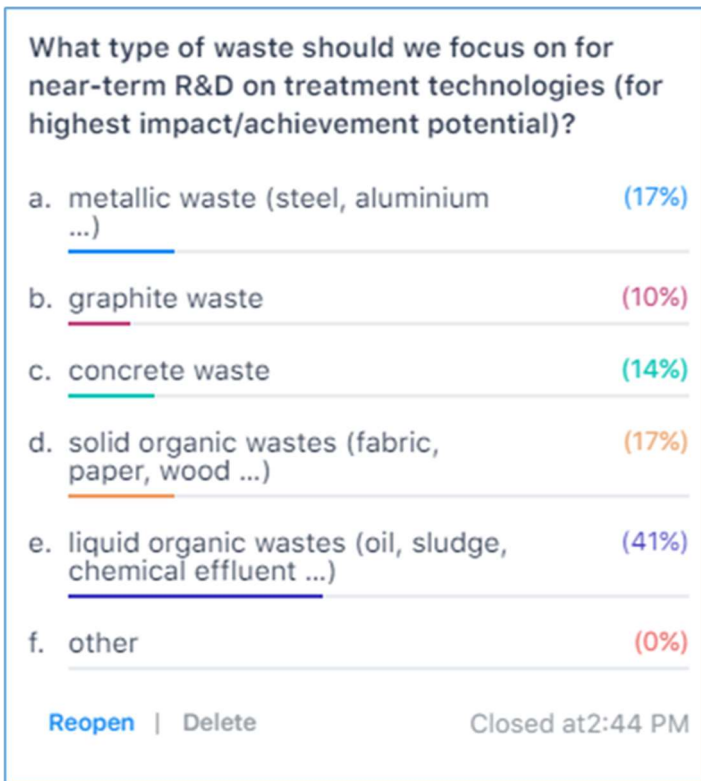 What type of waste should we focus on for
near-term R&D on treatment technologies (for
highest impact/achievement potential)?
a. metallic waste (steel, aluminium (17%)
...)
b. graphite waste (10%)
c. concrete waste (14%)
d. solid organic wastes (fabric, (17%)
paper, wood ...)
e. liquid organic wastes (oil, sludge, (41%)
chemical effluent ...)
f. other (0%)
Reopen | Delete Closed at2:44 PM